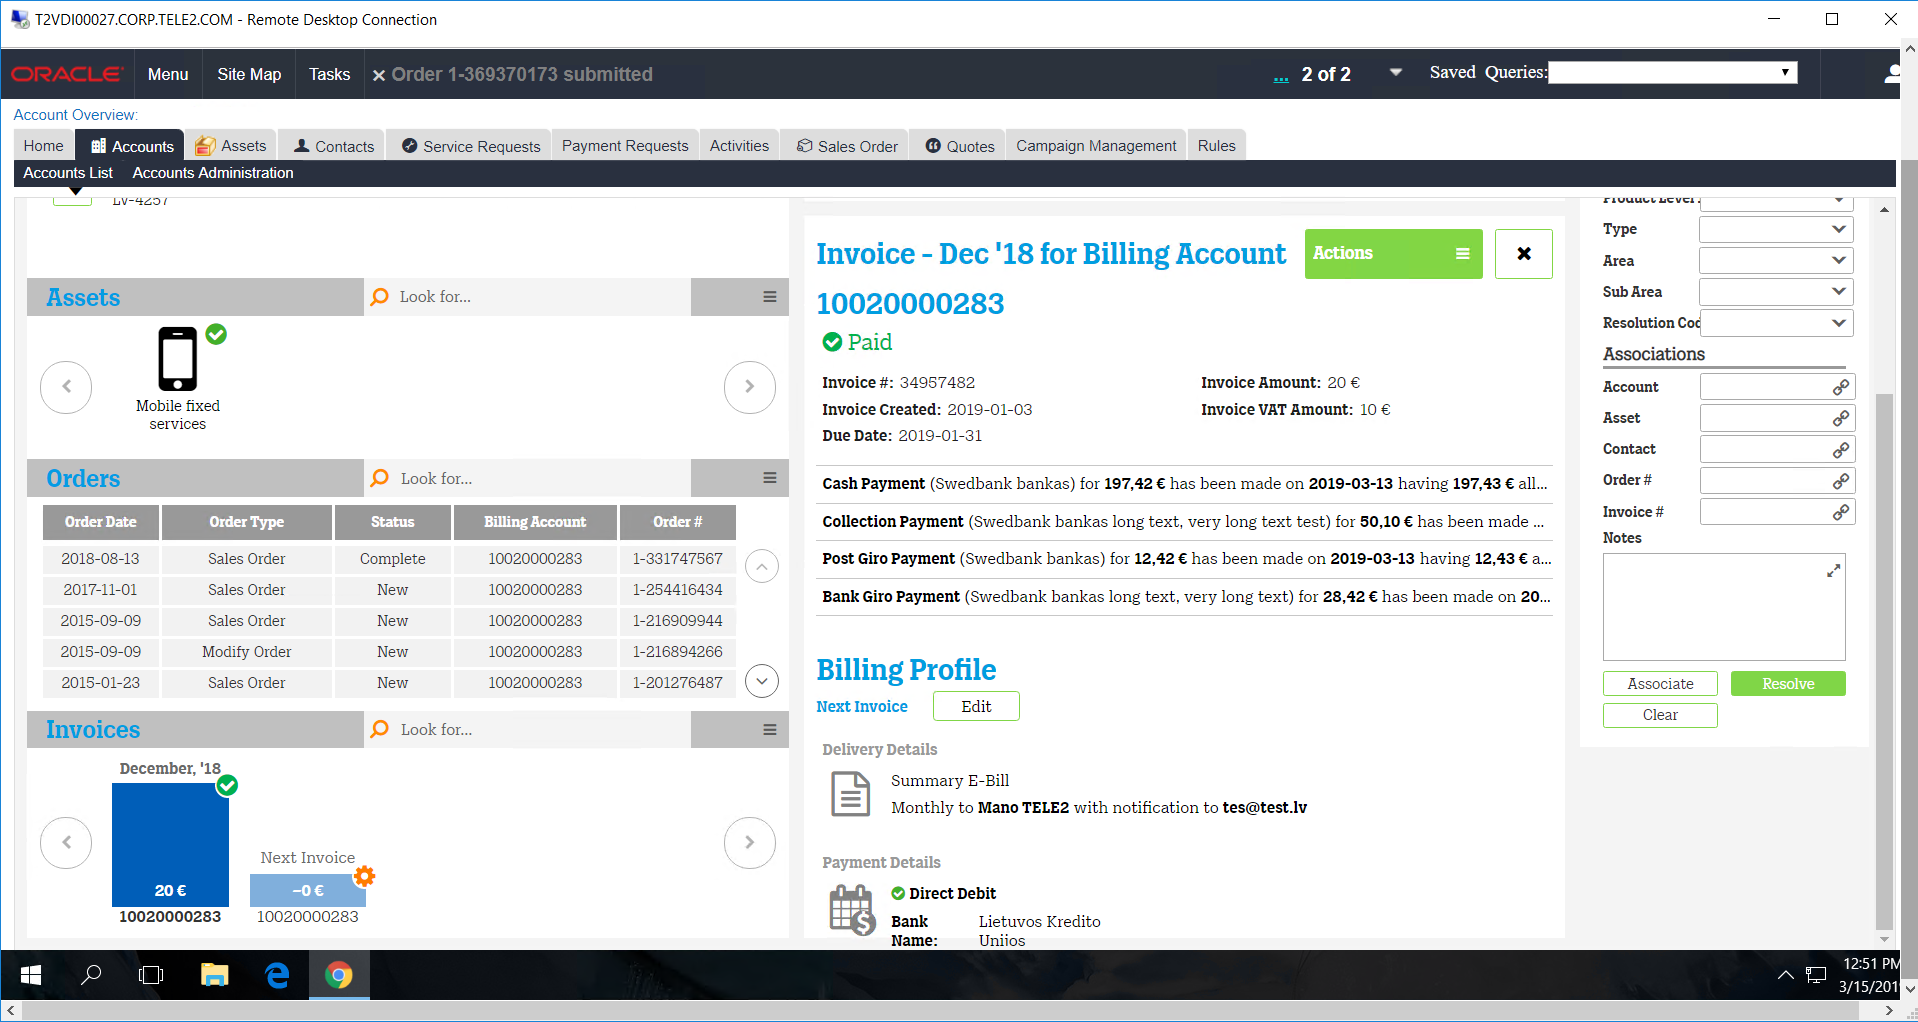 T2VDI00027.CORP.TELE2.COM - Remote Desktop Connection
ORACLE Menu Site Map Tasks × Order 1-369370173 submitted ... 2 of 2 Saved Queries:
Account Overview:
Home Accounts Assets Contacts Service Requests Payment Requests Activities Sales Order Quotes Campaign Management Rules
Accounts List Accounts Administration
LV-4257
Assets Look for...
Mobile fixed
services
Orders Look for...
Order Date Order Type Status Billing Account Order #
2018-08-13 Sales Order Complete 10020000283 1-331747567
2017-11-01 Sales Order New 10020000283 1-254416434
2015-09-09 Sales Order New 10020000283 1-216909944
2015-09-09 Modify Order New 10020000283 1-216894266
2015-01-23 Sales Order New 10020000283 1-201276487
Invoices Look for...
December, '18
20 €
10020000283
Next Invoice
~0 €
10020000283
Invoice - Dec '18 for Billing Account
10020000283
Actions
Paid
Invoice #: 34957482 Invoice Amount: 20 €
Invoice Created: 2019-01-03 Invoice VAT Amount: 10 €
Due Date: 2019-01-31
Cash Payment (Swedbank bankas) for 197,42 € has been made on 2019-03-13 having 197,43 € all...
Collection Payment (Swedbank bankas long text, very long text test) for 50,10 € has been made ...
Post Giro Payment (Swedbank bankas) for 12,42 € has been made on 2019-03-13 having 12,43 € a...
Bank Giro Payment (Swedbank bankas long text, very long text) for 28,42 € has been made on 20...
Billing Profile
Next Invoice Edit
Delivery Details
Summary E-Bill
Monthly to Mano TELE2 with notification to tes@test.lv
Payment Details
Direct Debit
Bank Lietuvos Kredito
Name: Unijos
Product Level:
Type
Area
Sub Area
Resolution Cod
Associations
Account
Asset
Contact
Order #
Invoice #
Notes
Associate Resolve
Clear
12:51 PM
3/15/201